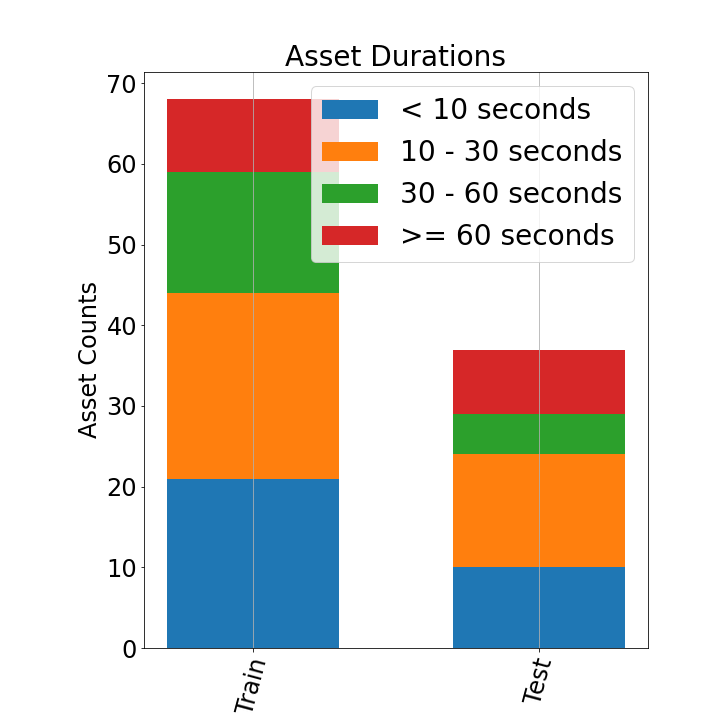 Asset Durations
70
60
50
40
30
20
10
0
Asset Counts
< 10 seconds
10 - 30 seconds
30 - 60 seconds
>= 60 seconds
Train
Test